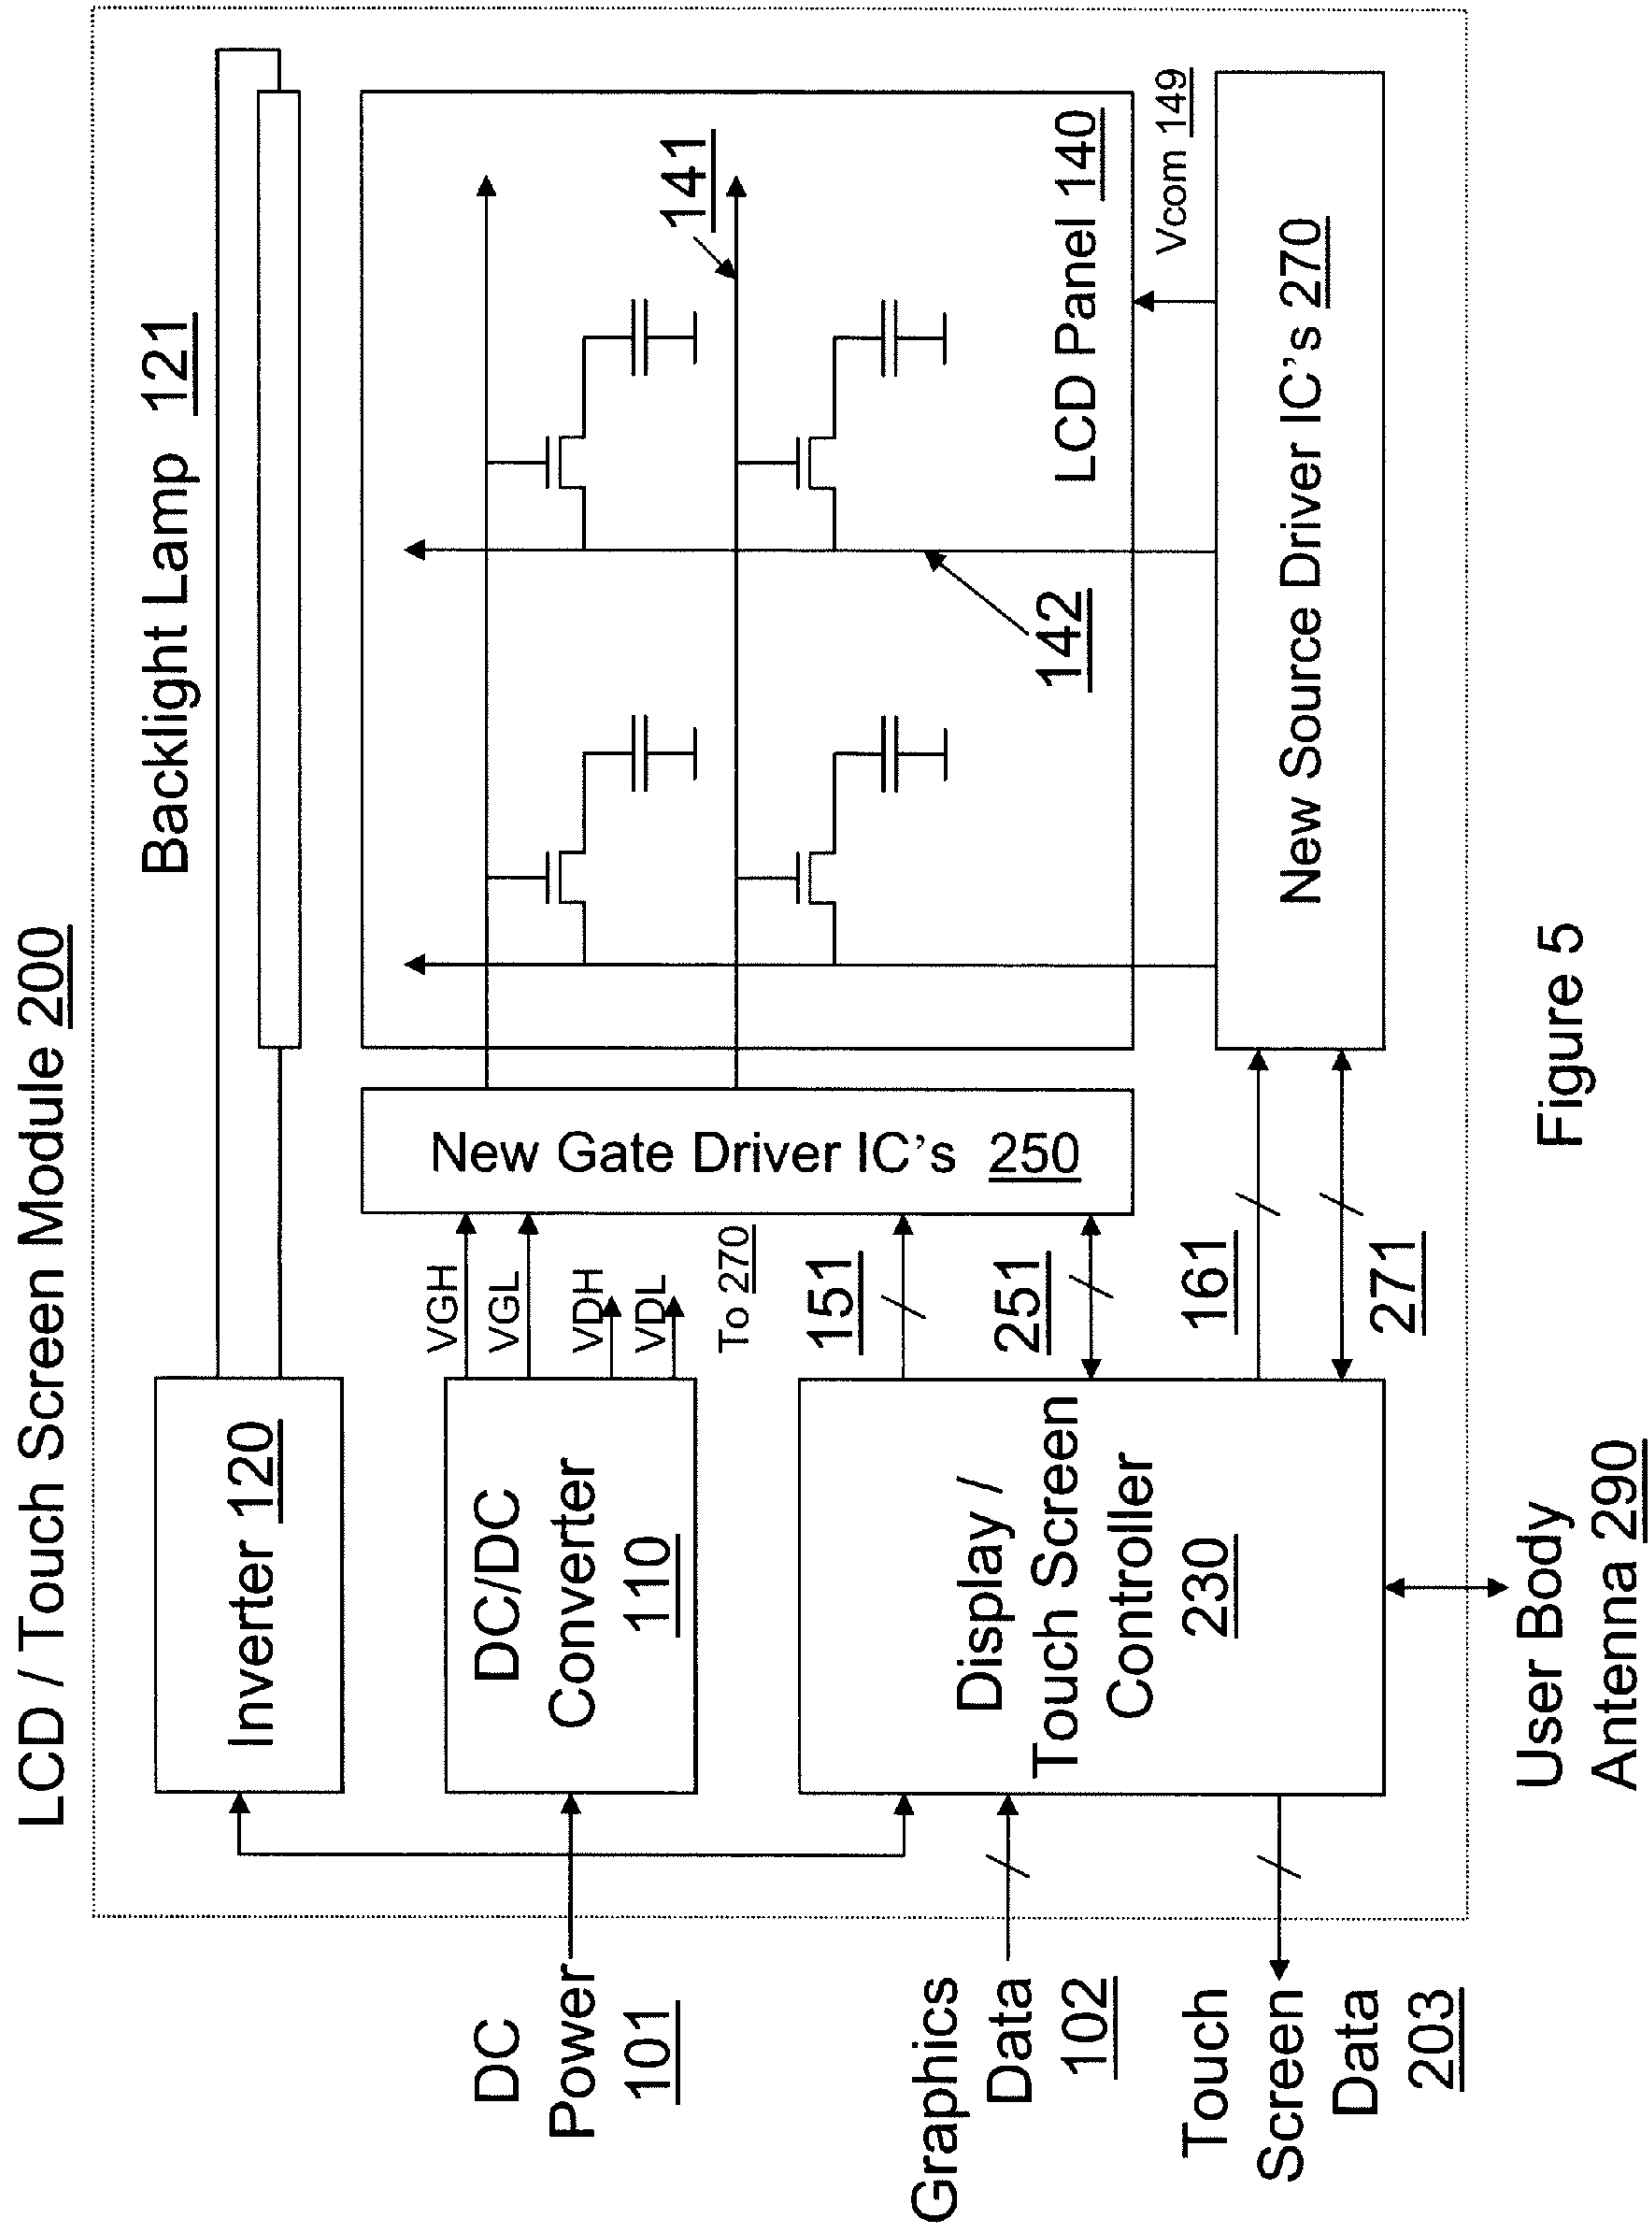 LCD / Touch Screen Module 200
Backlight Lamp 121
Inverter 120
DC
Power
101
DC/DC
Converter
110
VGH
VGL
VDH
VDL
To 270
New Gate Driver IC's 250
141
142
LCD Panel 140
Vcom 149
Graphics
Data
102
Touch
Screen
Data
203
Display /
Touch Screen
Controller
230
151
251
161
271
New Source Driver IC's 270
User Body
Antenna 290
Figure 5